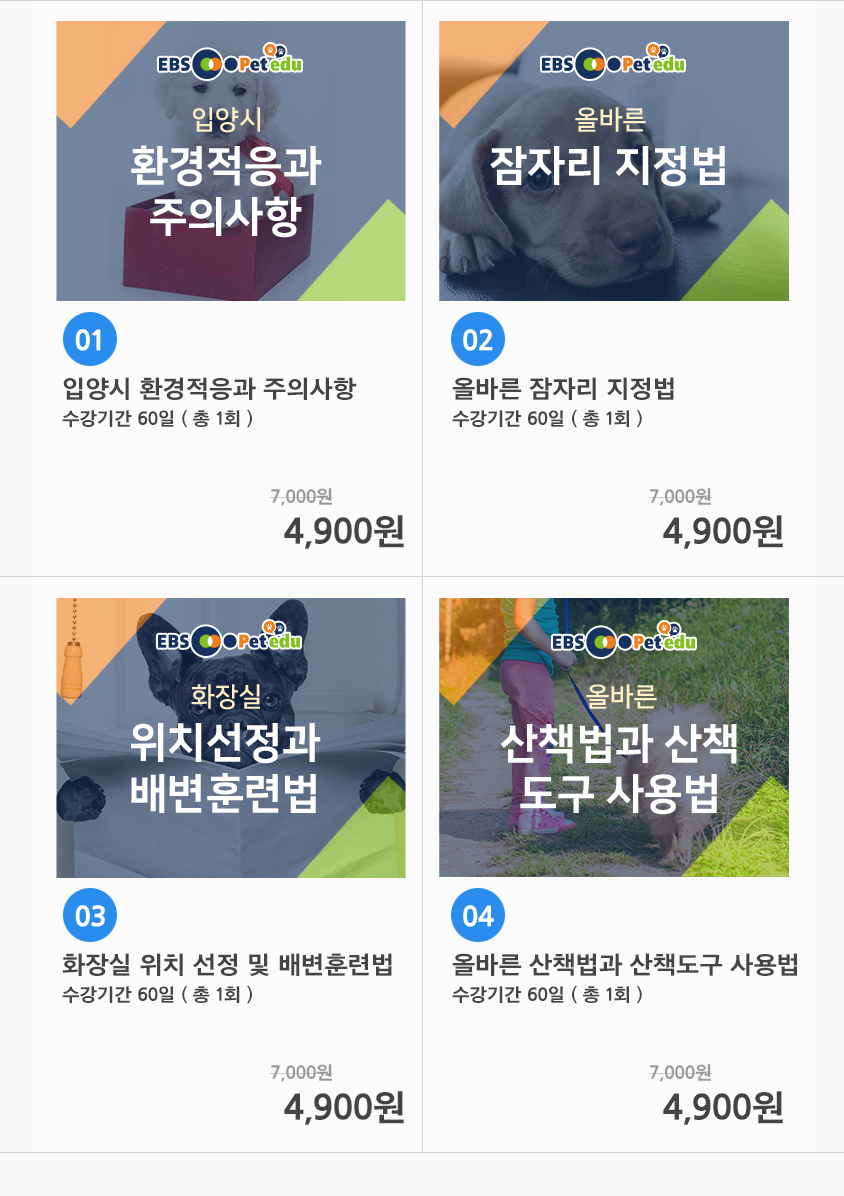 EBS Pet edu
입양시
환경적응과
주의사항
01
입양시 환경적응과 주의사항
수강기간 60일 ( 총 1회 )
7,000원
4,900원
EBS Pet edu
올바른
잠자리 지정법
02
올바른 잠자리 지정법
수강기간 60일 ( 총 1회 )
7,000원
4,900원
EBS Pet edu
화장실
위치선정과
배변훈련법
03
화장실 위치 선정 및 배변훈련법
수강기간 60일 ( 총 1회 )
7,000원
4,900원
EBS Pet edu
올바른
산책법과 산책
도구 사용법
04
올바른 산책법과 산책도구 사용법
수강기간 60일 ( 총 1회 )
7,000원
4,900원